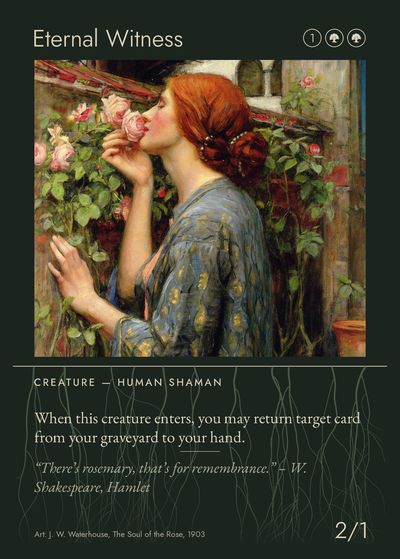 Eternal Witness 1
CREATURE — HUMAN SHAMAN
When this creature enters, you may return target card
from your graveyard to your hand.
“There’s rosemary, that’s for remembrance.” – W.
Shakespeare, Hamlet
Art: J. W. Waterhouse, The Soul of the Rose, 1903
2/1